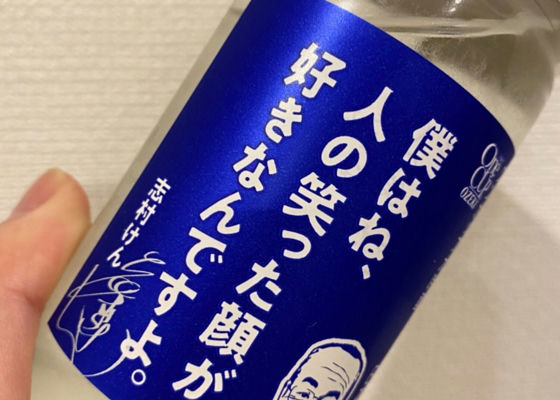 僕はね、
人の笑った顔が
好きなんですよ。
志村けん